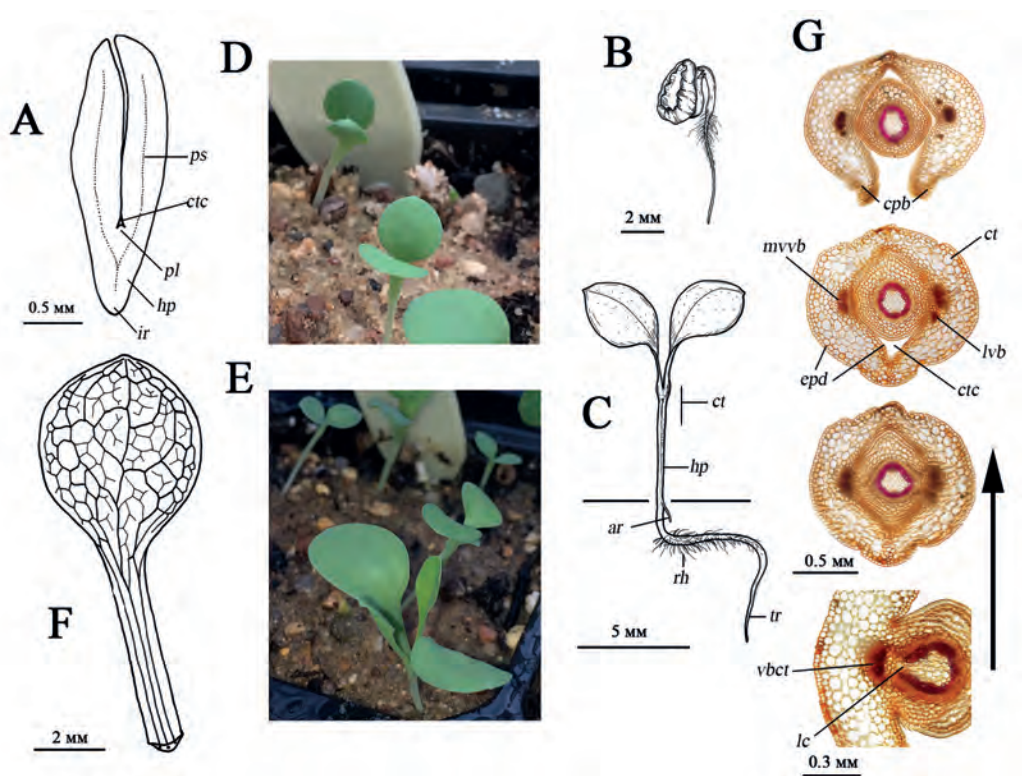 A
ps
ctc
pl
hp
ir
0.5 мм
D
B
2 мм
G
cpb
mvvb
ct
lvb
epd
ctc
E
C
ct
hp
ar
rh
tr
5 мм
0.5 мм
vbct
lc
0.3 мм
F
2 мм